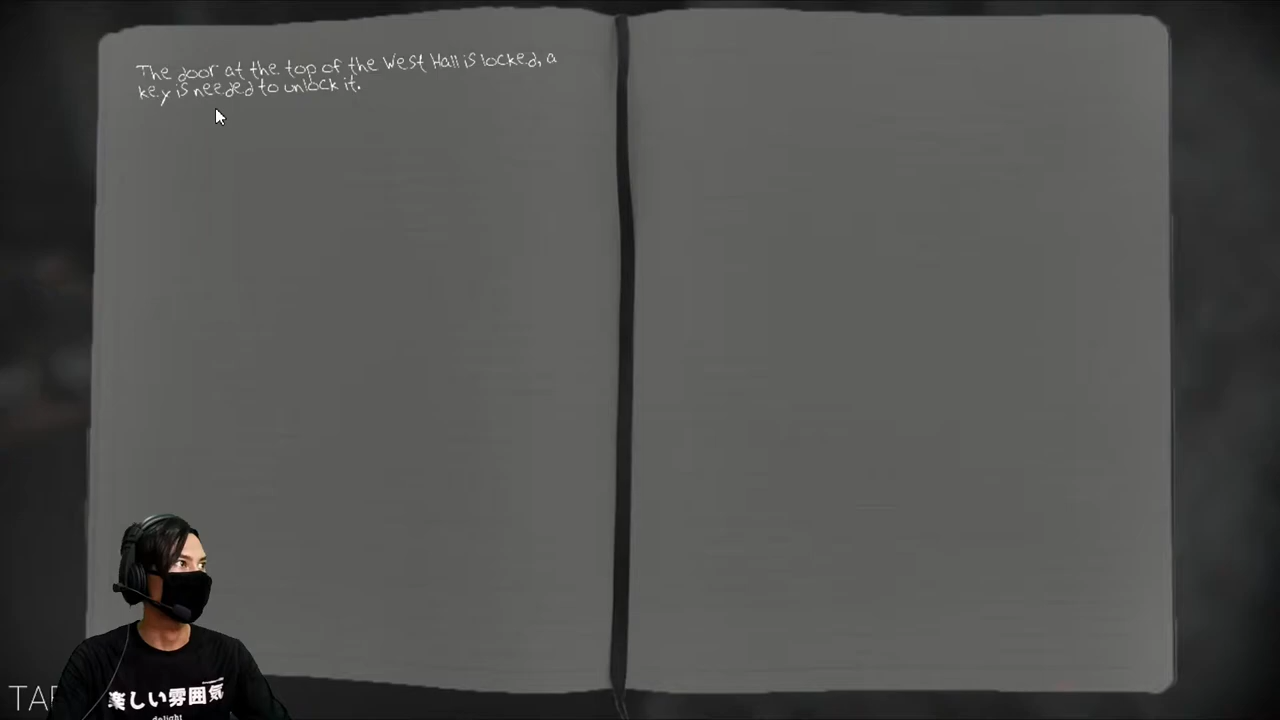 The door at the top of the West Hall is locked, a
key is needed to unlock it.
楽しい雰囲気
delight